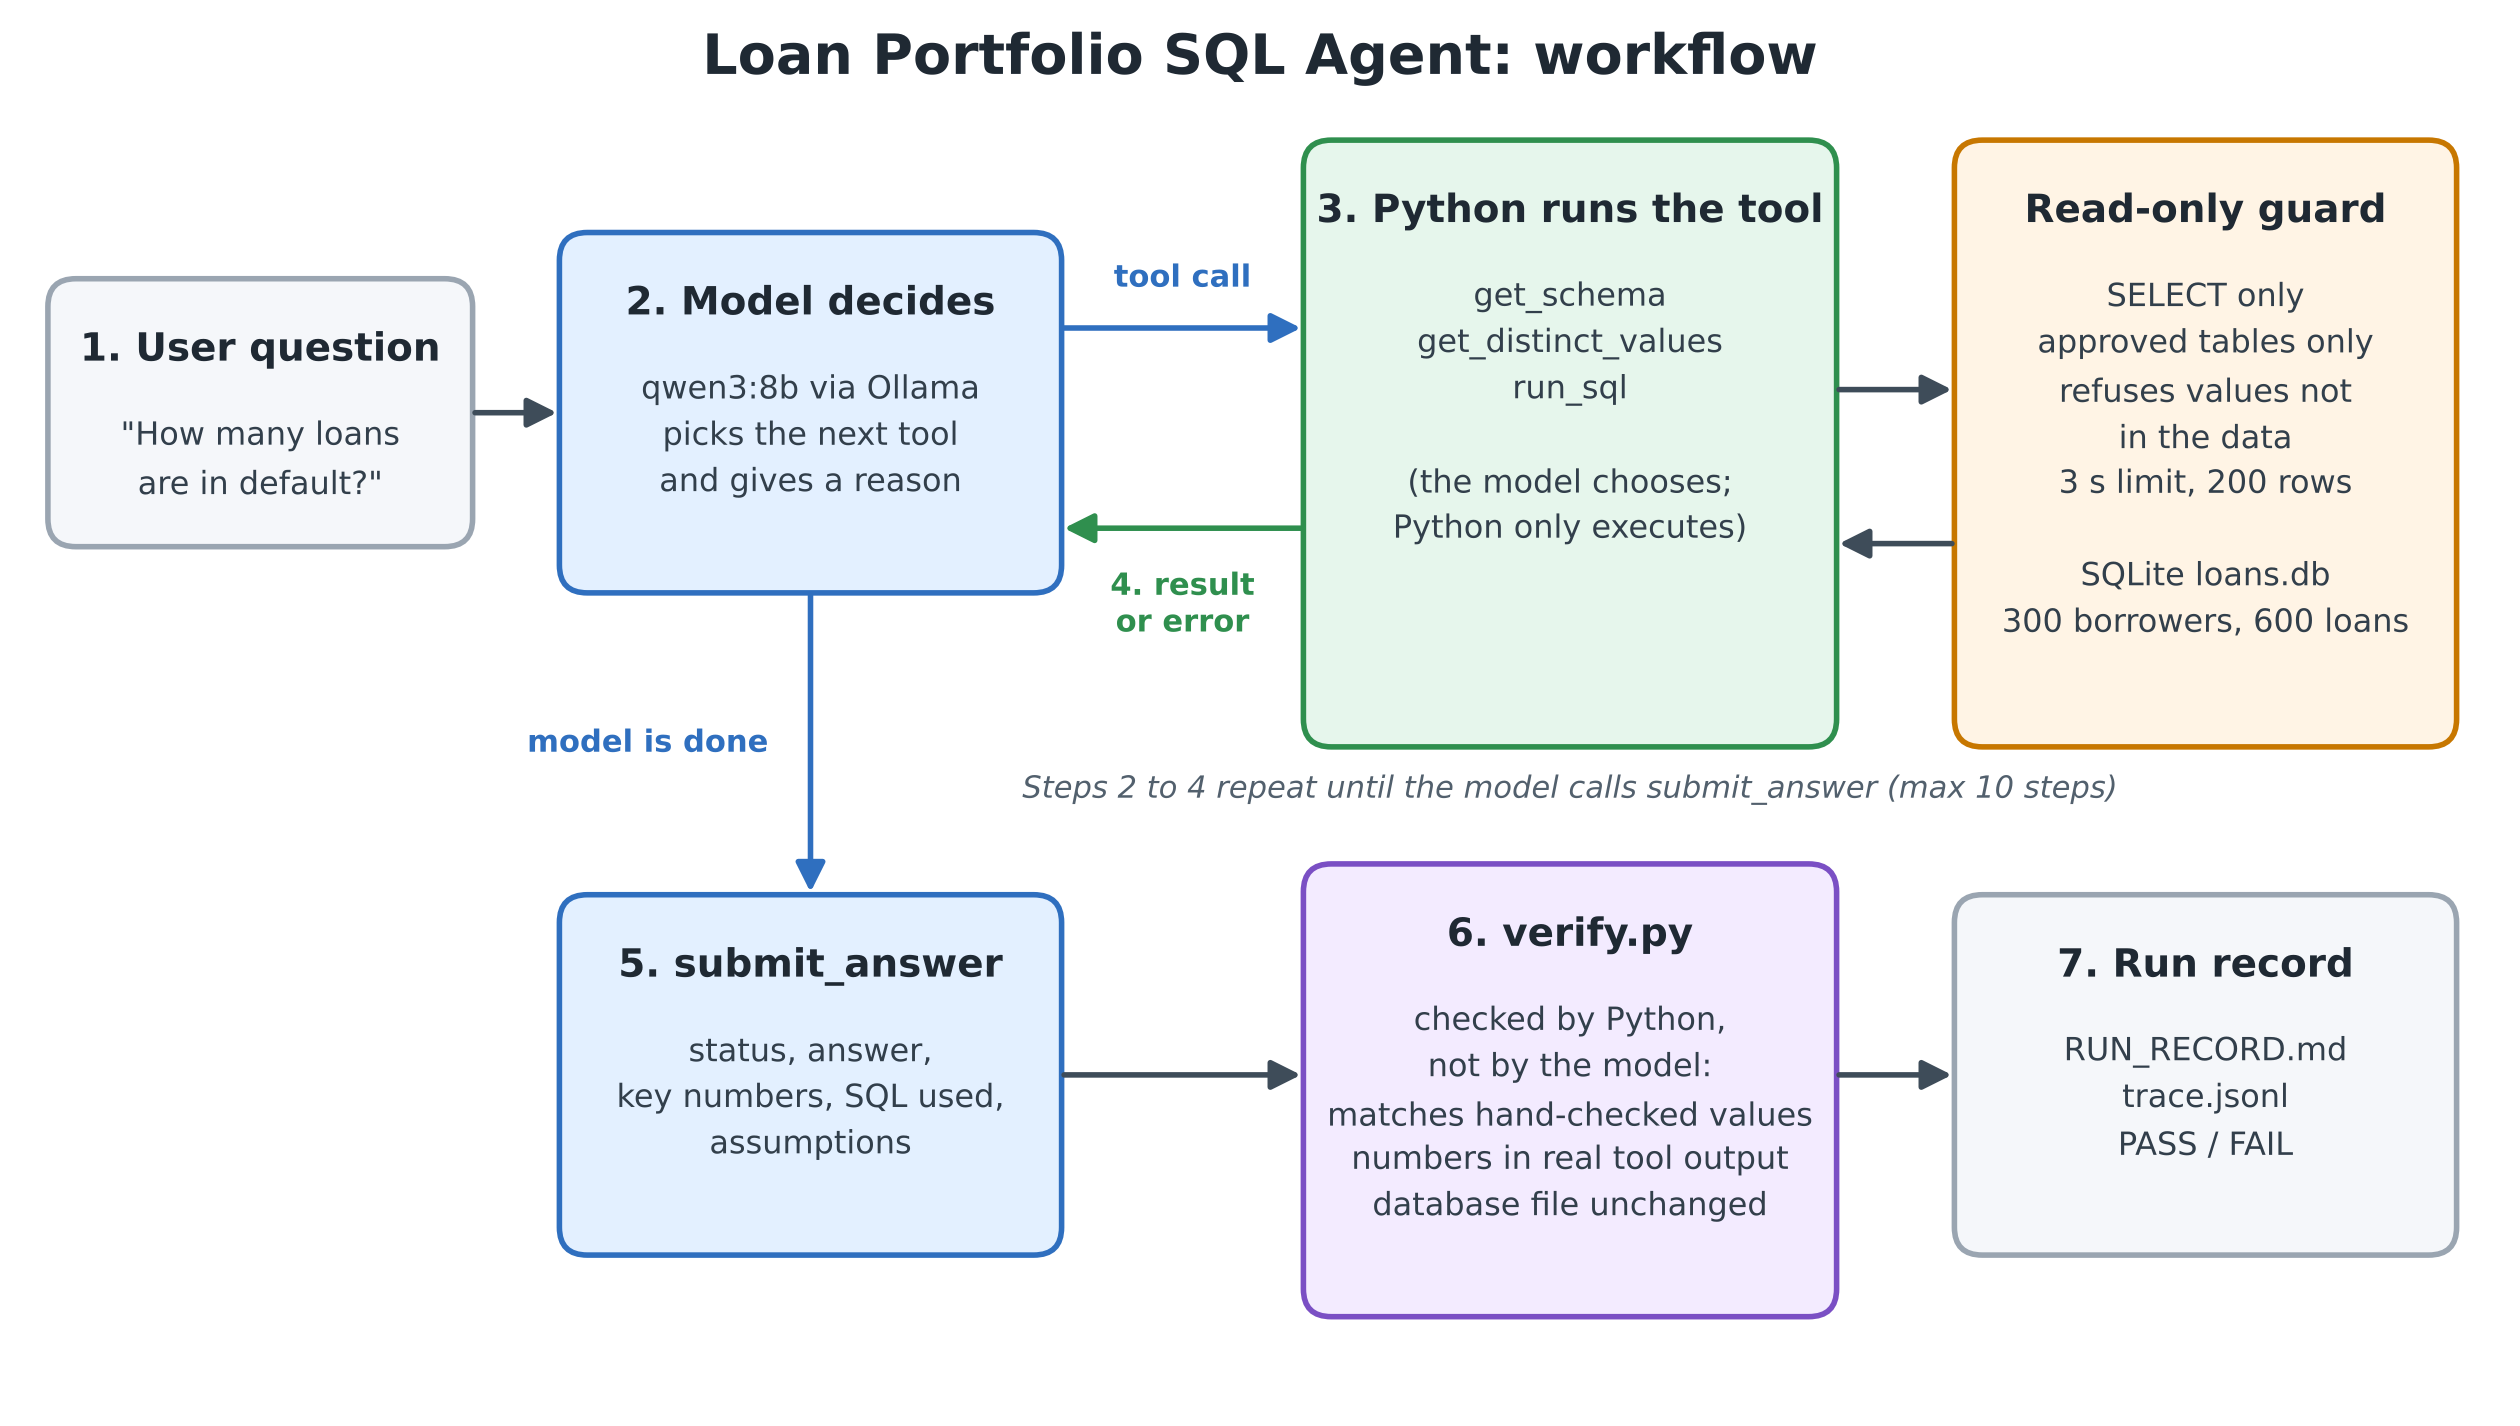 Loan Portfolio SQL Agent: workflow
1. User question
"How many loans
are in default?"
2. Model decides
qwen3:8b via Ollama
picks the next tool
and gives a reason
tool call
4. result
or error
3. Python runs the tool
get_schema
get_distinct_values
run_sql
(the model chooses;
Python only executes)
Read-only guard
SELECT only
approved tables only
refuses values not
in the data
3 s limit, 200 rows
SQLite loans.db
300 borrowers, 600 loans
model is done
Steps 2 to 4 repeat until the model calls submit_answer (max 10 steps)
5. submit_answer
status, answer,
key numbers, SQL used,
assumptions
6. verify.py
checked by Python,
not by the model:
matches hand-checked values
numbers in real tool output
database file unchanged
7. Run record
RUN_RECORD.md
trace.jsonl
PASS / FAIL